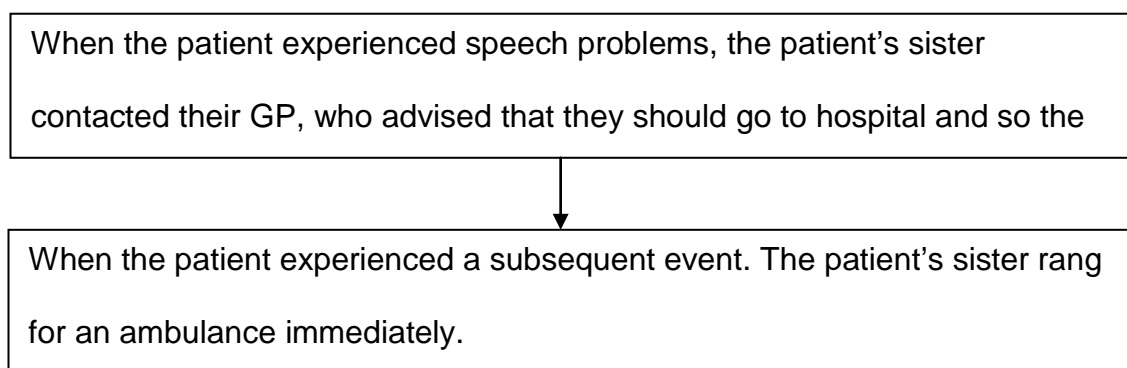 When the patient experienced speech problems, the patient’s sister
contacted their GP, who advised that they should go to hospital and so the
When the patient experienced a subsequent event. The patient’s sister rang
for an ambulance immediately.